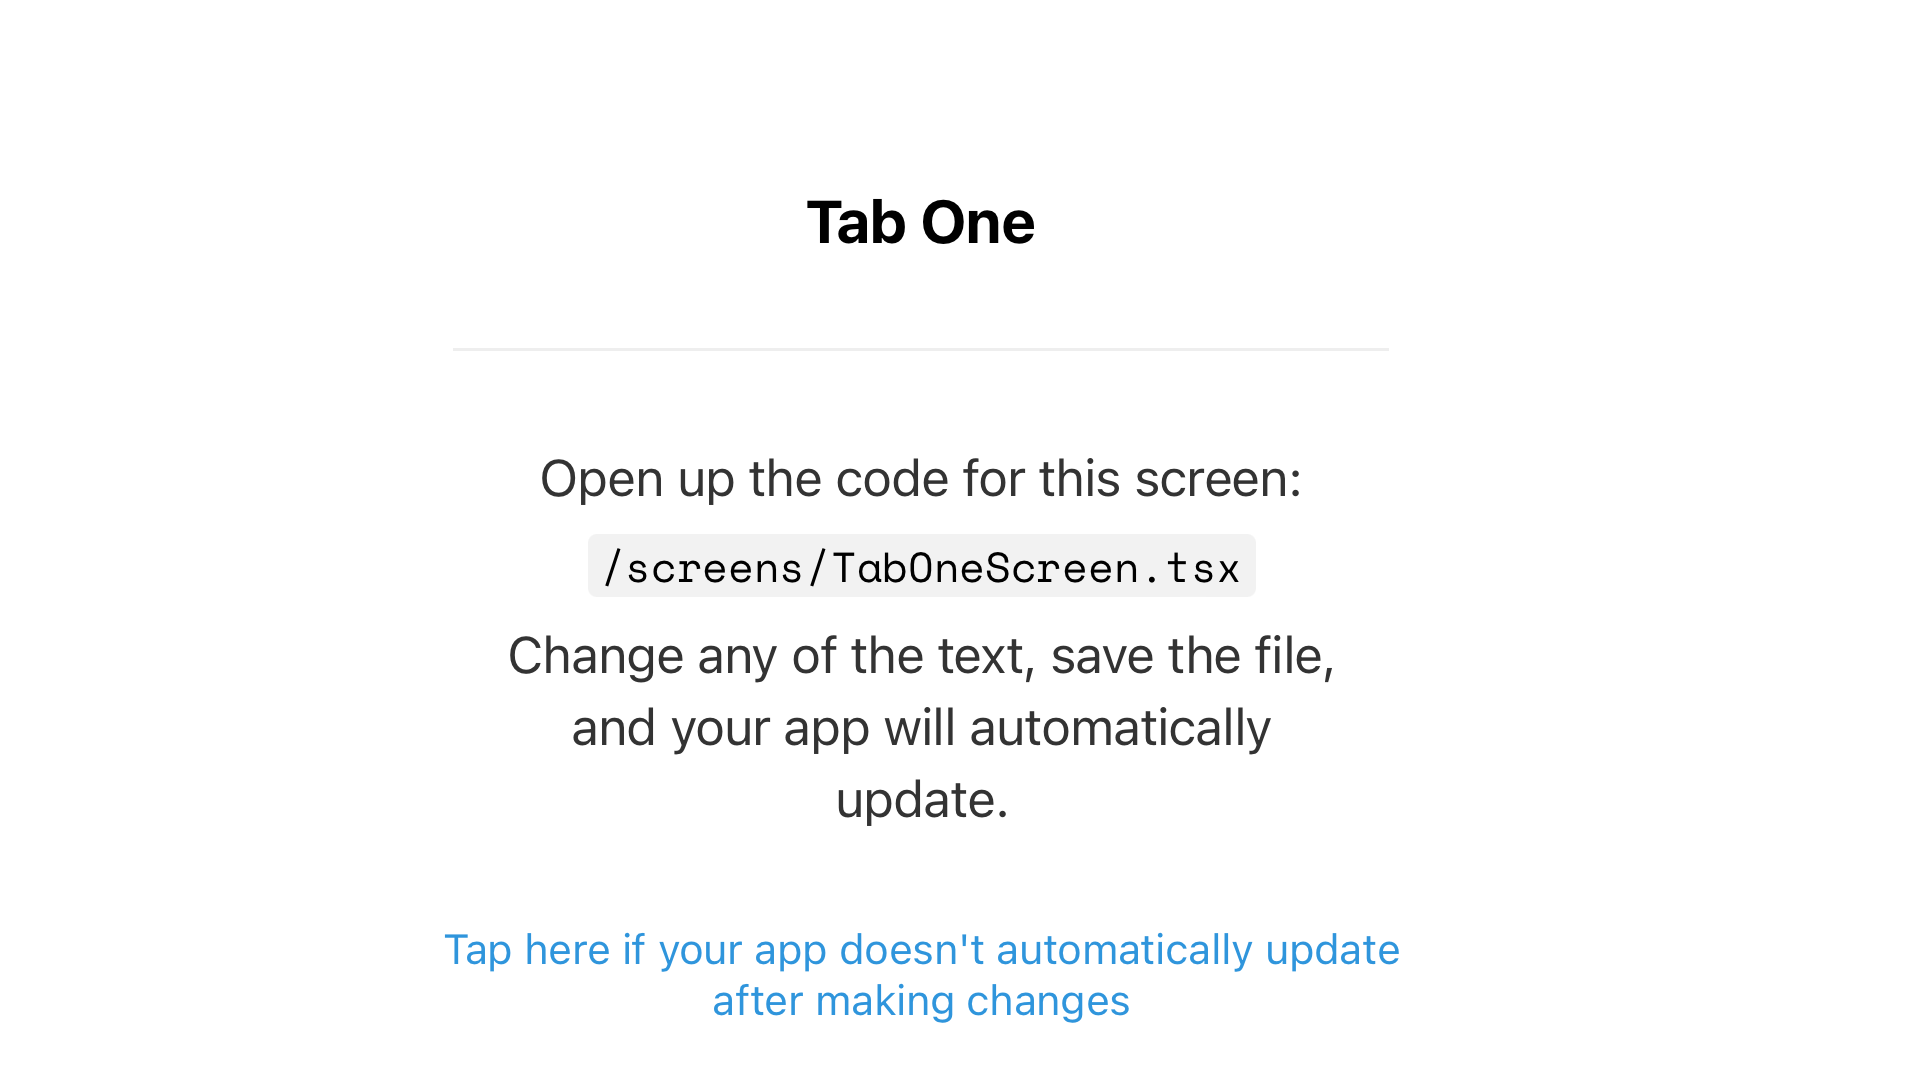 Tab One
Open up the code for this screen:
/screens/TabOneScreen.tsx
Change any of the text, save the file,
and your app will automatically
update.
Tap here if your app doesn't automatically update
after making changes